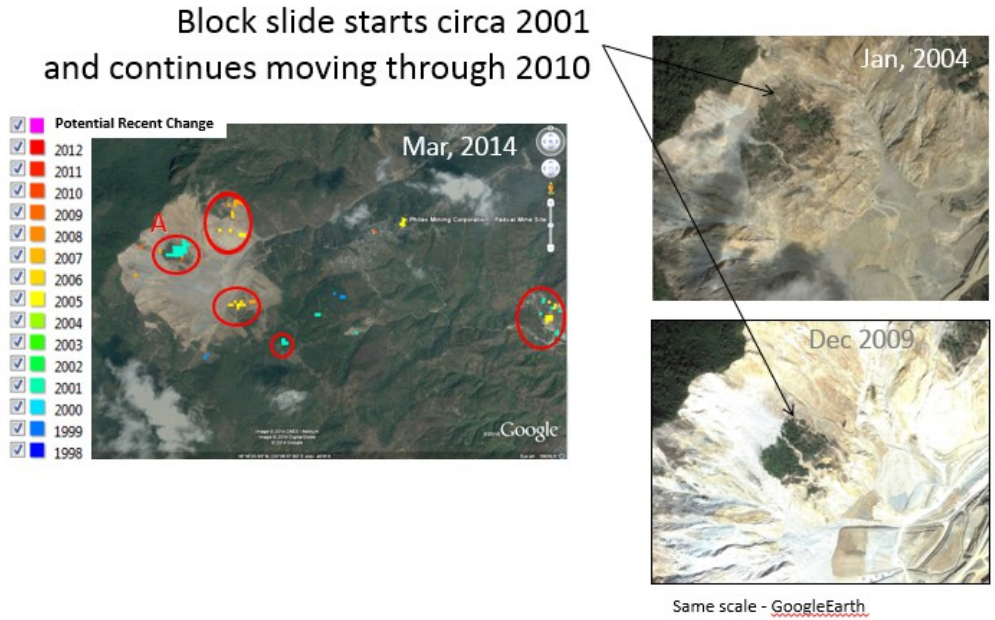 Block slide starts circa 2001
and continues moving through 2010
Potential Recent Change
2012
2011
2010
2009
2008
2007
2006
2005
2004
2003
2002
2001
2000
1999
1998
Mar, 2014
A
Philex Mining Corporation - Padcal Mine Site
Google
Jan, 2004
Dec 2009
Same scale - GoogleEarth